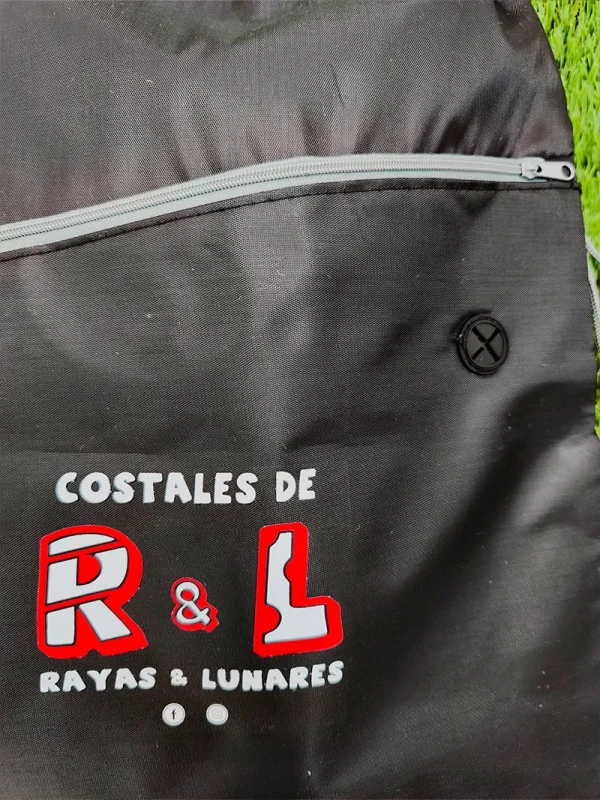 COSTALES DE
R & L
RAYAS & LUNARES
f